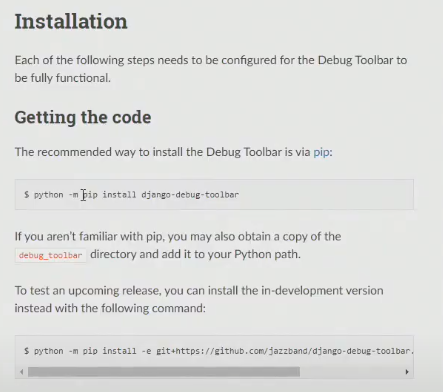 Installation
Each of the following steps needs to be configured for the Debug Toolbar to
be fully functional.
Getting the code
The recommended way to install the Debug Toolbar is via pip:
$ python -m pip install django-debug-toolbar
If you aren't familiar with pip, you may also obtain a copy of the
debug_toolbar directory and add it to your Python path.
To test an upcoming release, you can install the in-development version
instead with the following command:
$ python -m pip install -e git+https://github.com/jazzband/django-debug-toolbar.